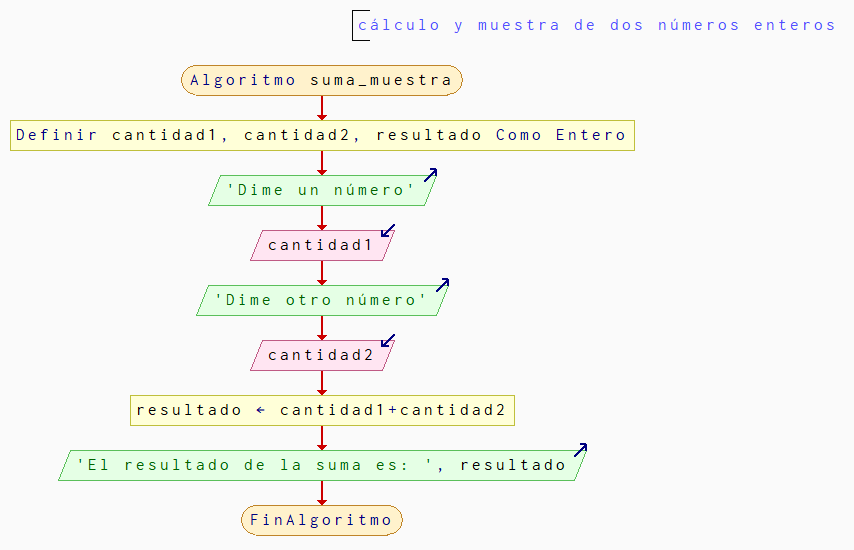 cálculo y muestra de dos números enteros
Algoritmo suma_muestra
Definir cantidad1, cantidad2, resultado Como Entero
'Dime un número'
cantidad1
'Dime otro número'
cantidad2
resultado ← cantidad1+cantidad2
'El resultado de la suma es: ', resultado
FinAlgoritmo